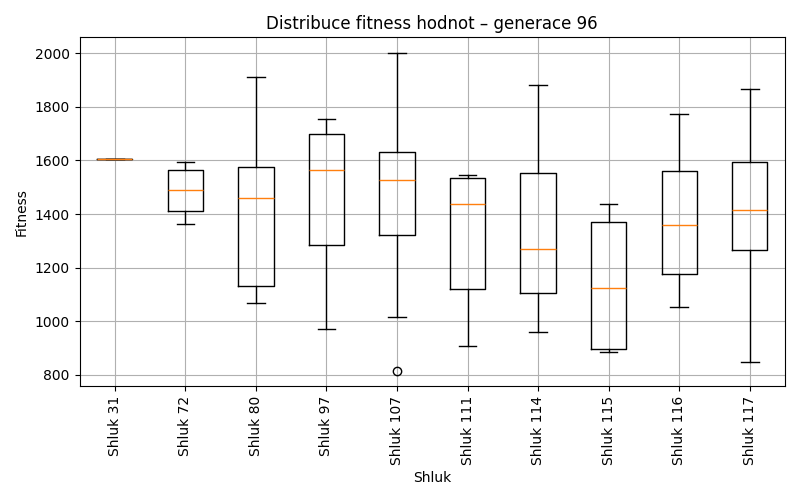 Distribuce fitness hodnot – generace 96
Fitness
2000
1800
1600
1400
1200
1000
800
Shluk 31
Shluk 72
Shluk 80
Shluk 97
Shluk 107
Shluk 111
Shluk 114
Shluk 115
Shluk 116
Shluk 117
Shluk